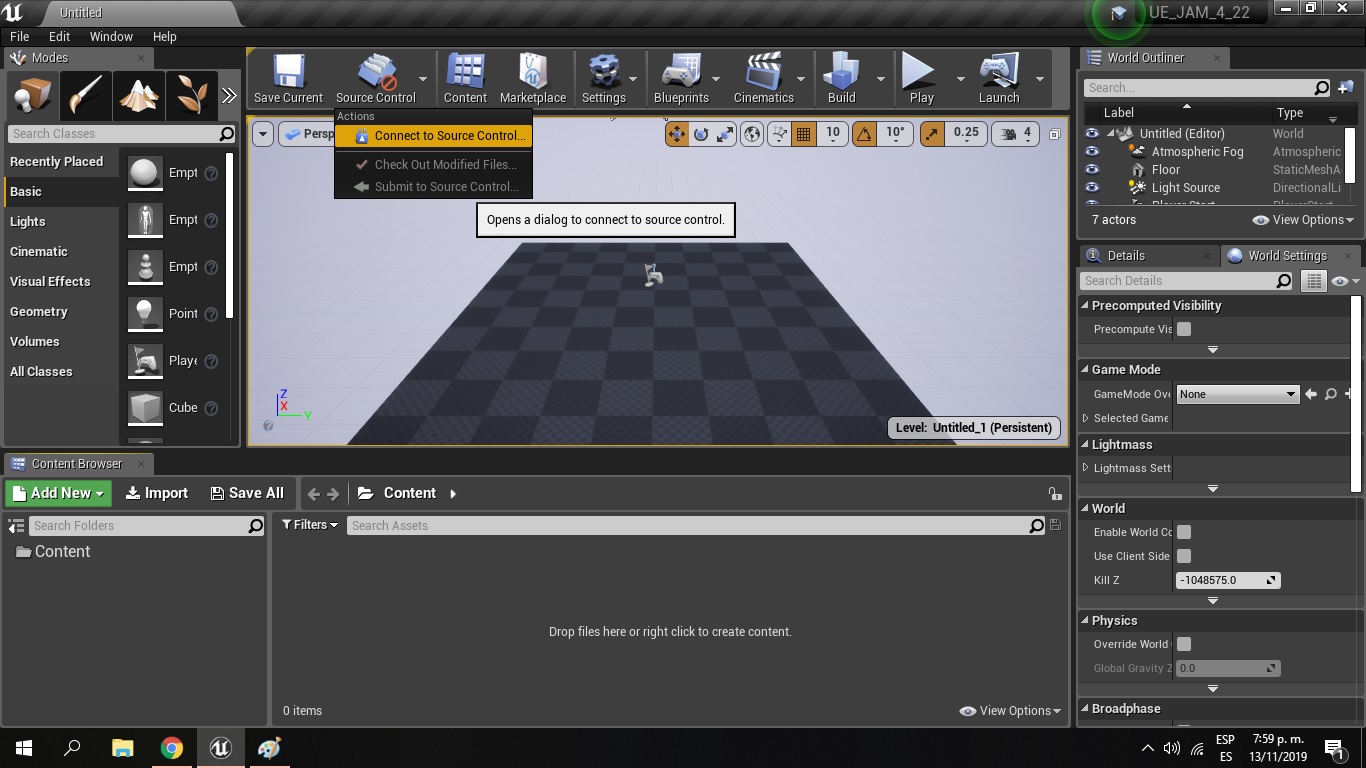 Untitled
UE_JAM_4_22
File Edit Window Help
Modes
World Outliner
Save Current
Source Control
Content
Marketplace
Settings
Blueprints
Cinematics
Build
Play
Launch
Actions
Connect to Source Control...
Check Out Modified Files...
Submit to Source Control...
Opens a dialog to connect to source control.
Search Classes
Recently Placed
Basic
Lights
Cinematic
Visual Effects
Geometry
Volumes
All Classes
Empt
Empt
Empt
Point
Playe
Cube
Persp
10
10°
0.25
4
Z
X
Y
Level: Untitled_1 (Persistent)
Search...
Label Type
Untitled (Editor) World
Atmospheric Fog Atmospheric
Floor StaticMeshA
Light Source DirectionalLi
7 actors
View Options
Details
World Settings
Search Details
Precomputed Visibility
Precompute Vis
Game Mode
GameMode Ove None
Selected Game
Lightmass
Lightmass Sett
World
Enable World Co
Use Client Side
Kill Z -1048575.0
Physics
Override World
Global Gravity Z 0.0
Broadphase
Content Browser
Add New Import Save All Content
Search Folders
Filters
Search Assets
Content
Drop files here or right click to create content.
0 items
View Options
ESP
ES
7:59 p. m.
13/11/2019
1